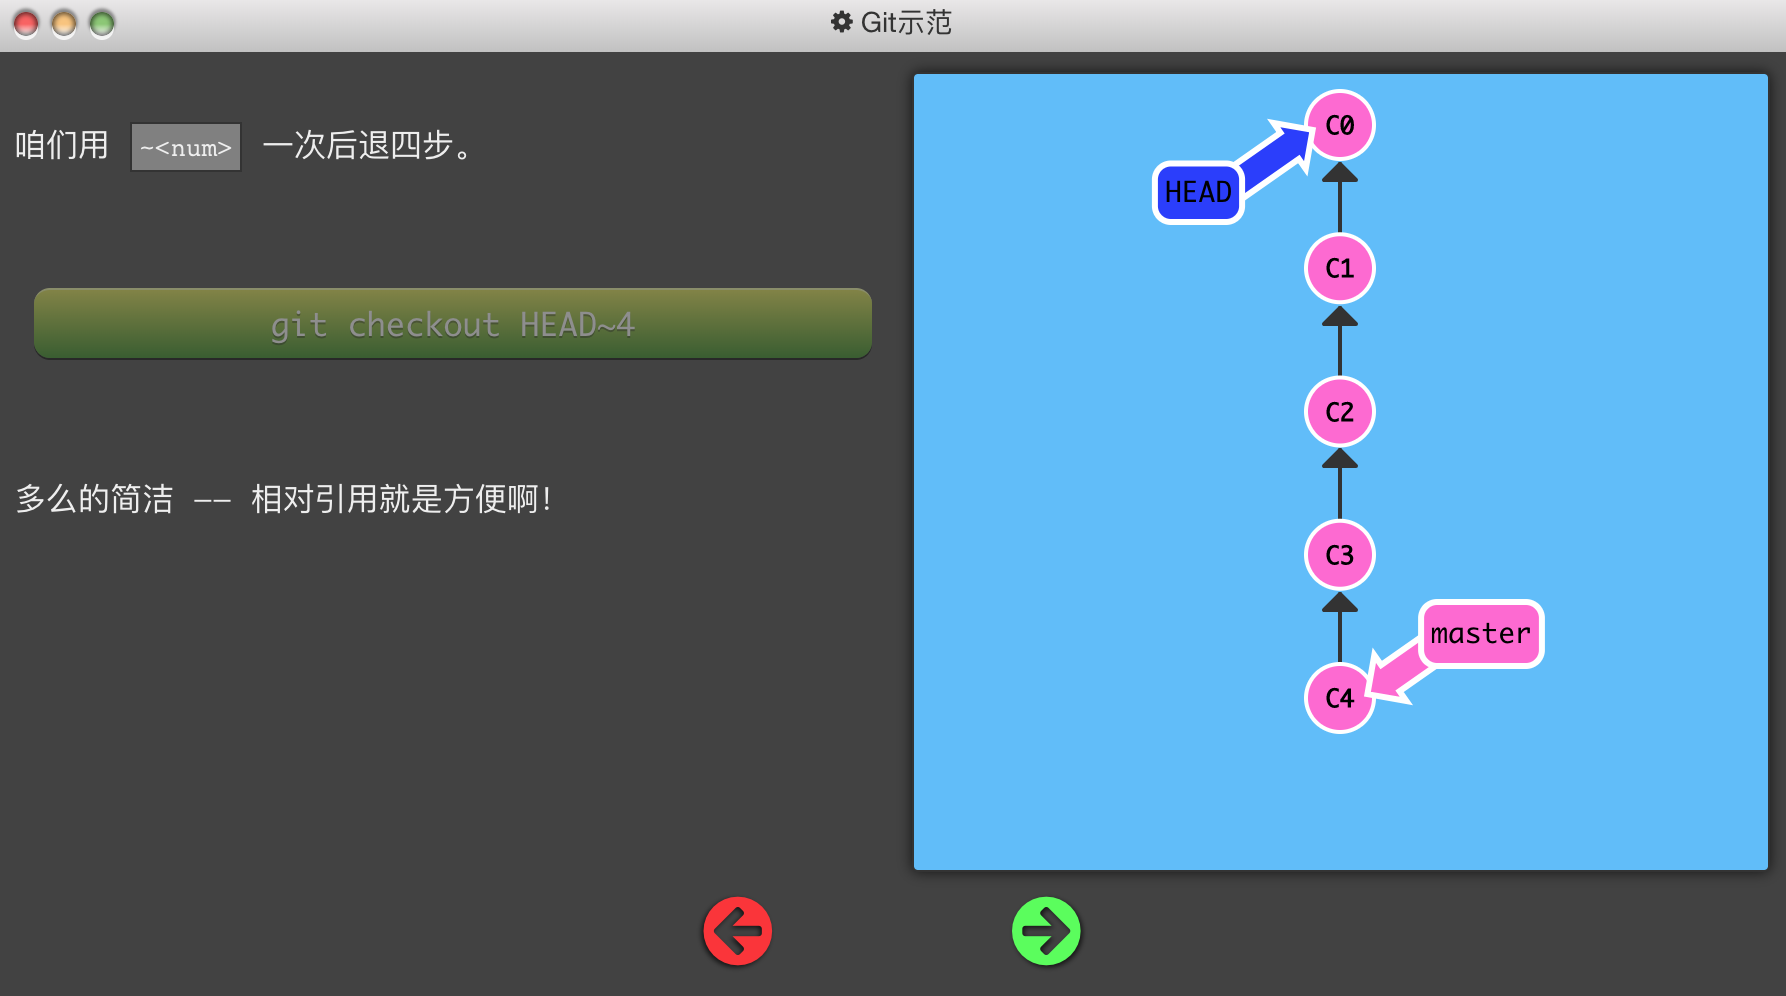 Git示范
咱们用 ~<num> 一次后退四步。
git checkout HEAD~4
多么的简洁 —— 相对引用就是方便啊！
C0
HEAD
C1
C2
C3
master
C4